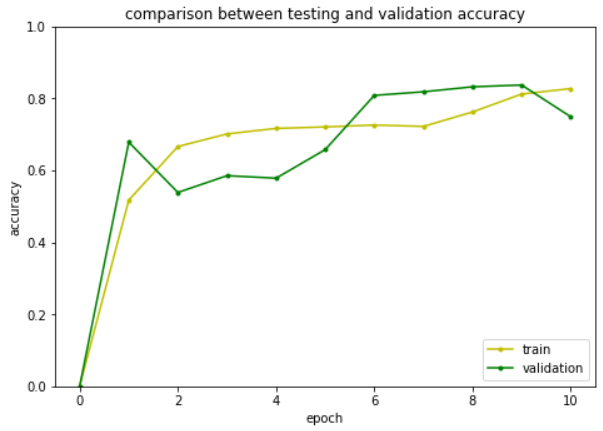 comparison between testing and validation accuracy
1.0
0.8
0.6
0.4
0.2
0.0
accuracy
0 2 4 6 8 10
epoch
train
validation